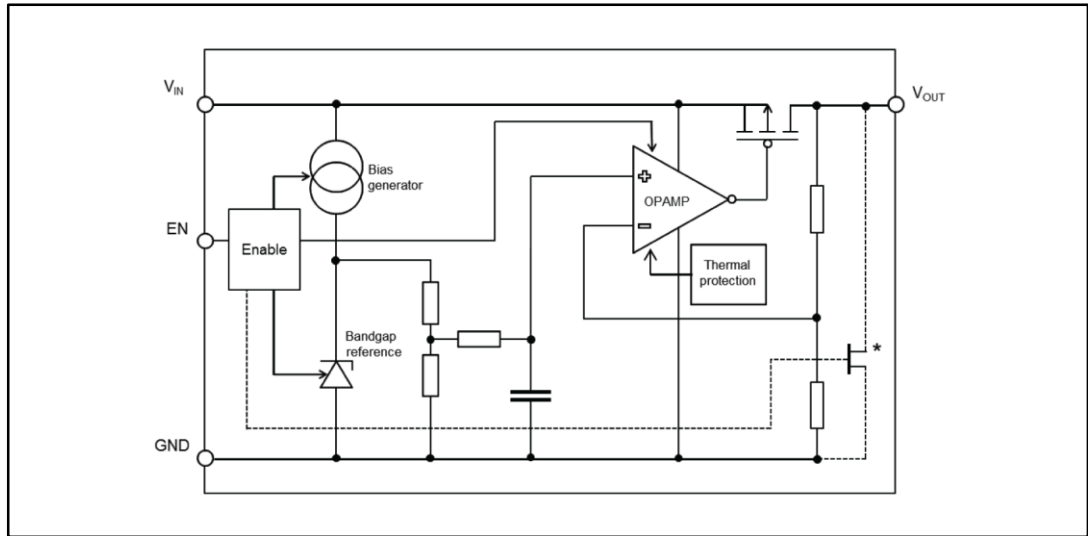 VIN
VOUT
Bias
generator
OPAMP
EN
Enable
Thermal
protection
Bandgap
reference
*
GND